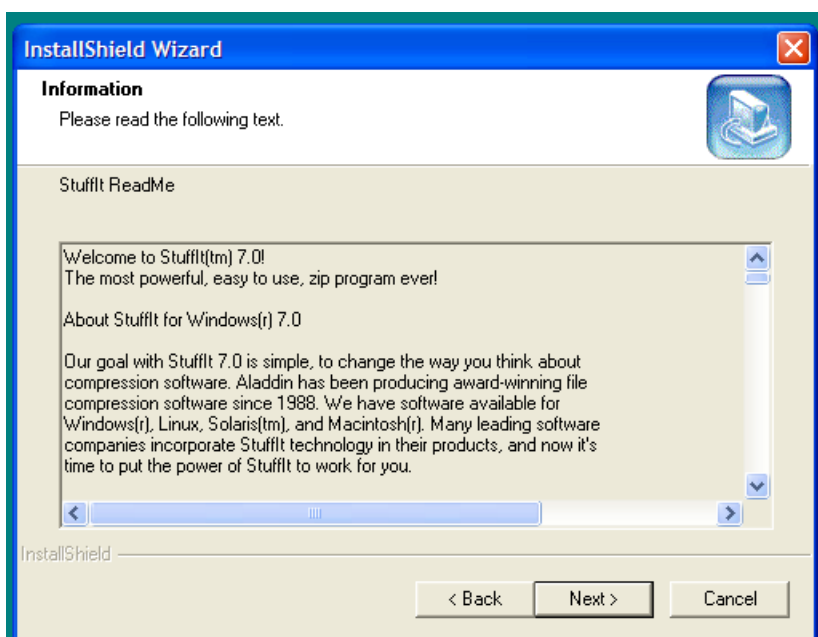 InstallShield Wizard
Information
Please read the following text.
StuffIt ReadMe
Welcome to StuffIt(tm) 7.0!
The most powerful, easy to use, zip program ever!
About StuffIt for Windows(r) 7.0
Our goal with StuffIt 7.0 is simple, to change the way you think about
compression software. Aladdin has been producing award-winning file
compression software since 1988. We have software available for
Windows(r), Linux, Solaris(tm), and Macintosh(r). Many leading software
companies incorporate StuffIt technology in their products, and now it's
time to put the power of StuffIt to work for you.
InstallShield
< Back
Next >
Cancel